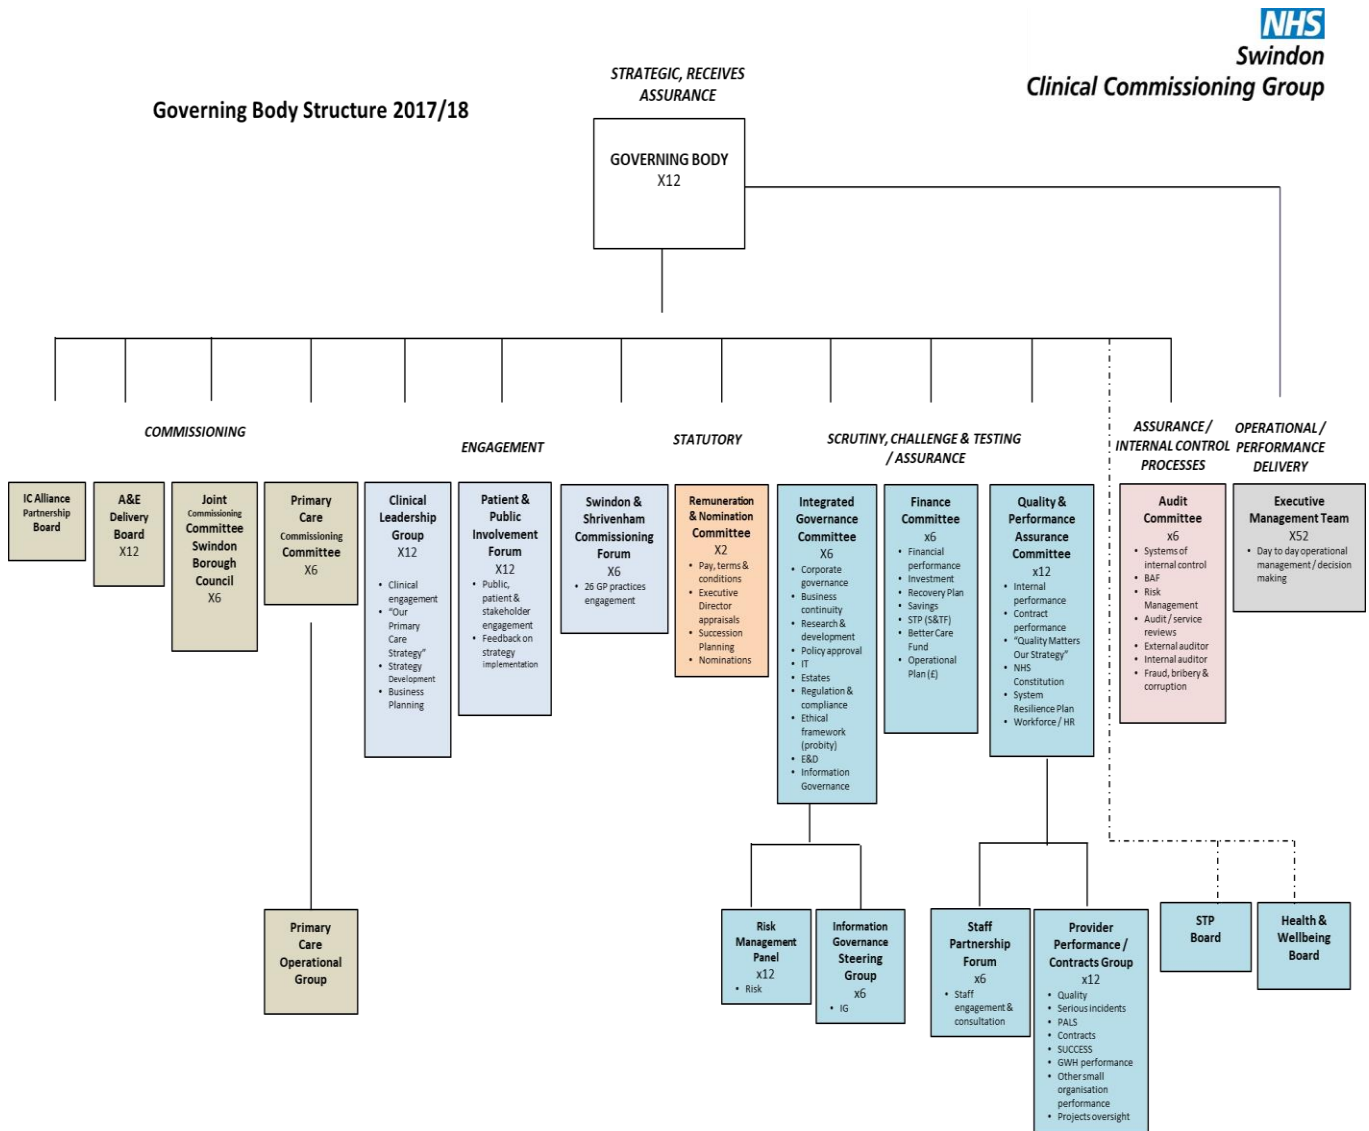 NHS
Swindon
Clinical Commissioning Group
Governing Body Structure 2017/18
STRATEGIC, RECEIVES
ASSURANCE
GOVERNING BODY
X12
COMMISSIONING
ENGAGEMENT
STATUTORY
SCRUTINY, CHALLENGE & TESTING
/ ASSURANCE
ASSURANCE /
INTERNAL CONTROL
PROCESSES
OPERATIONAL /
PERFORMANCE
DELIVERY
IC Alliance
Partnership
Board
A&E
Delivery
Board
X12
Joint
Commissioning
Committee
Swindon
Borough
Council
X6
Primary
Care
Commissioning
Committee
X6
Clinical
Leadership
Group
X12
• Clinical
engagement
• "Our
Primary
Care
Strategy"
• Strategy
Development
• Business
Planning
Patient &
Public
Involvement
Forum
X12
• Public,
patient &
stakeholder
engagement
• Feedback on
strategy
implementation
Swindon &
Shrivenham
Commissioning
Forum
X6
• 26 GP practices
engagement
Remuneration
& Nomination
Committee
X2
• Pay, terms &
conditions
• Executive
Director
appraisals
• Succession
Planning
• Nominations
Integrated
Governance
Committee
X6
• Corporate
governance
• Business
continuity
• Research &
development
• Policy approval
• IT
• Estates
• Regulation &
compliance
• Ethical
framework
(probity)
• E&D
• Information
Governance
Finance
Committee
x6
• Financial
performance
• Investment
• Recovery Plan
• Savings
• STP (S&TF)
• Better Care
Fund
• Operational
Plan (£)
Quality &
Performance
Assurance
Committee
x12
• Internal
performance
• Contract
performance
• "Quality Matters
Our Strategy"
• NHS
Constitution
• System
Resilience Plan
• Workforce / HR
Audit
Committee
x6
• Systems of
internal control
• BAF
• Risk
Management
• Audit / service
reviews
• External auditor
• Internal auditor
• Fraud, bribery &
corruption
Executive
Management Team
X52
• Day to day operational
management / decision
making
Primary
Care
Operational
Group
Risk
Management
Panel
x12
• Risk
Information
Governance
Steering
Group
x6
• IG
Staff
Partnership
Forum
x6
• Staff
engagement &
consultation
Provider
Performance /
Contracts Group
x12
• Quality
• Serious incidents
• PALS
• Contracts
• SUCCESS
• GWH performance
• Other small
organisation
performance
• Projects oversight
STP
Board
Health &
Wellbeing
Board